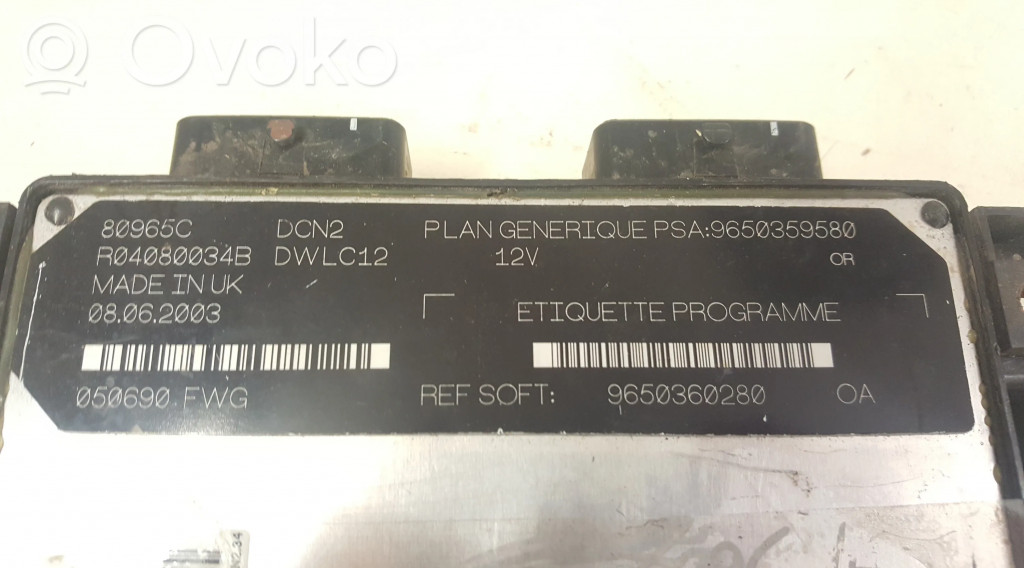 Ovoko
80965C DCN2 PLAN GENERIQUE PSA:9650359580
R04080034B DWLC12 12V OR
MADE IN UK
08.06.2003 ETIQUETTE PROGRAMME
050690 FWG REF SOFT: 9650360280 OA